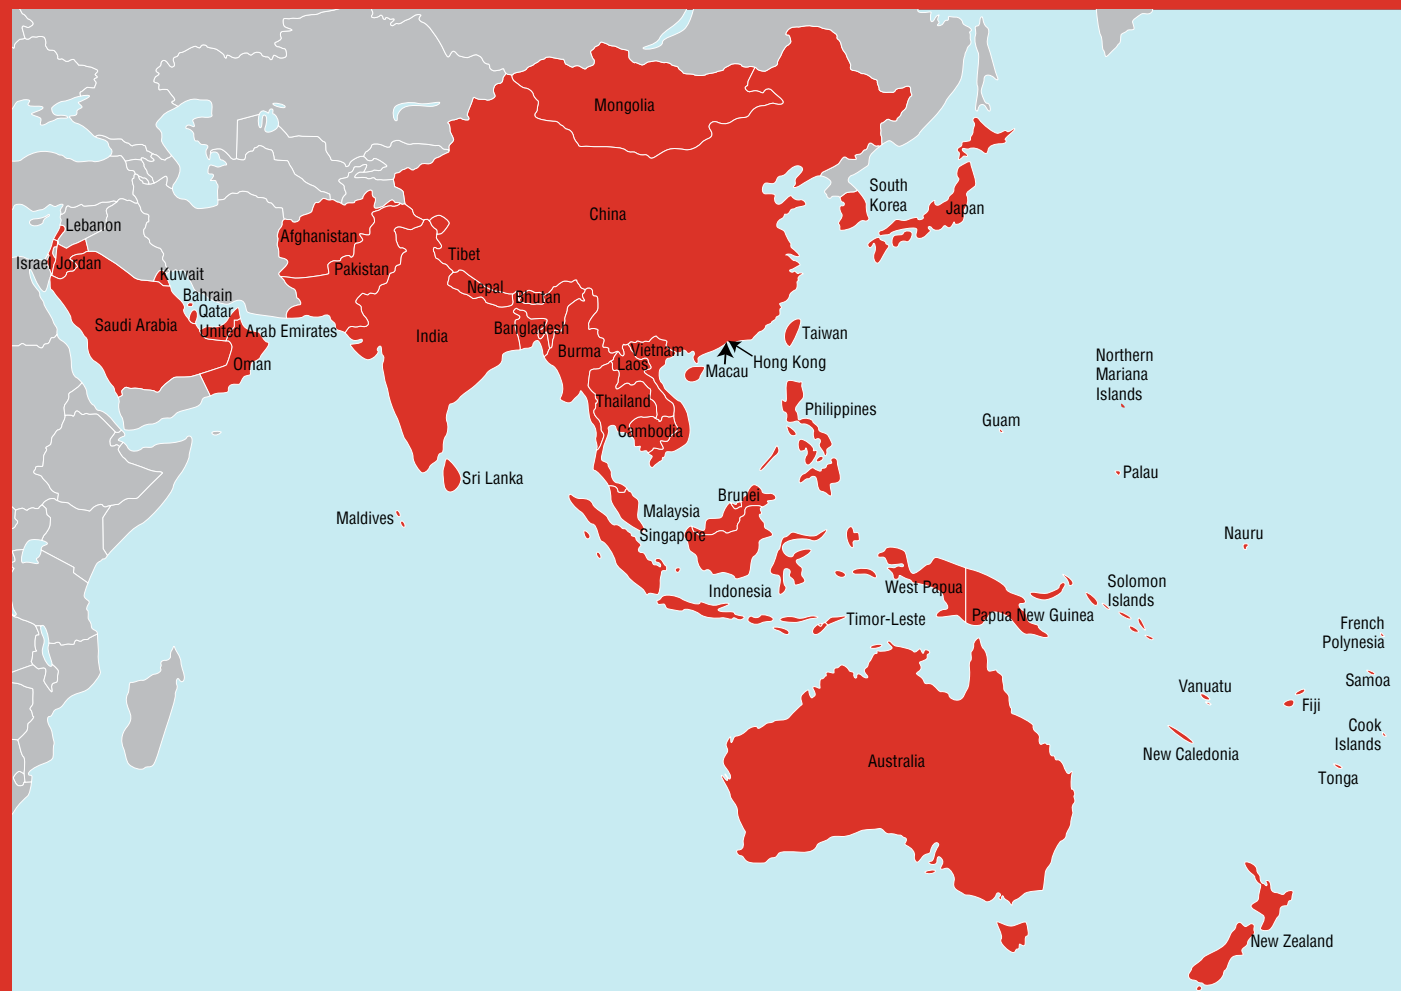 Mongolia
South
Korea
Japan
China
Lebanon
Afghanistan
Tibet
Israel
Jordan
Pakistan
Kuwait
Nepal
Bahrain
Bhutan
Qatar
Saudi Arabia
United Arab Emirates
India
Bangladesh
Taiwan
Burma
Vietnam
Laos
Hong Kong
Macau
Oman
Northern
Mariana
Islands
Thailand
Philippines
Guam
Cambodia
Sri Lanka
Palau
Brunei
Maldives
Malaysia
Singapore
Nauru
Indonesia
West Papua
Solomon
Islands
Timor-Leste
Papua New Guinea
French
Polynesia
Samoa
Vanuatu
Fiji
Cook
Islands
New Caledonia
Australia
Tonga
New Zealand